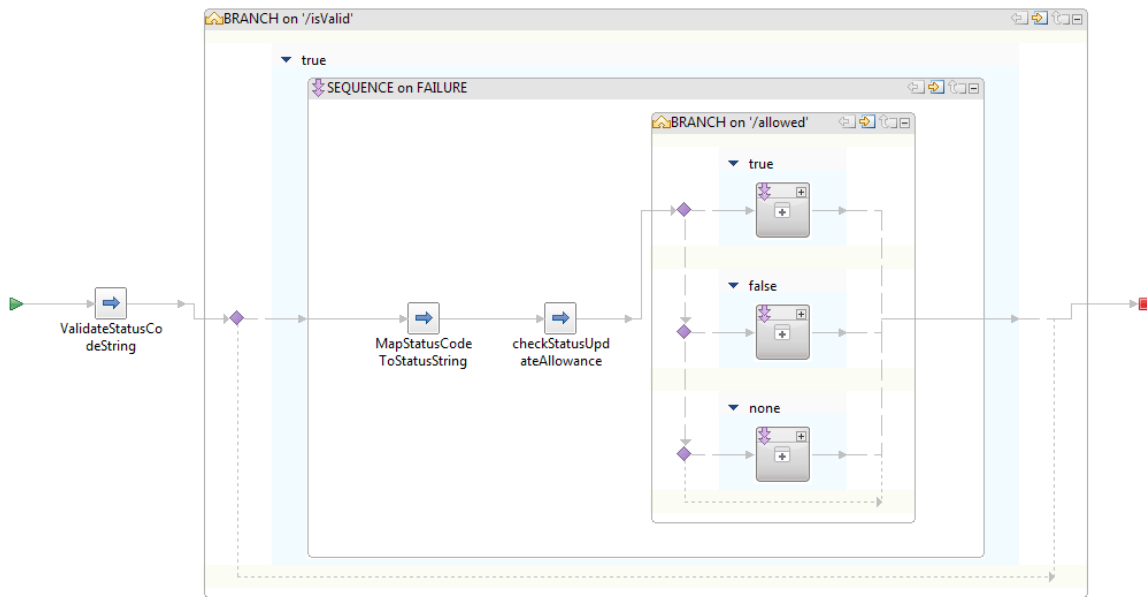 BRANCH on '/isValid'
true
SEQUENCE on FAILURE
BRANCH on '/allowed'
true
false
ValidateStatusCo
deString
MapStatusCode
ToStatusString
checkStatusUpd
ateAllowance
none